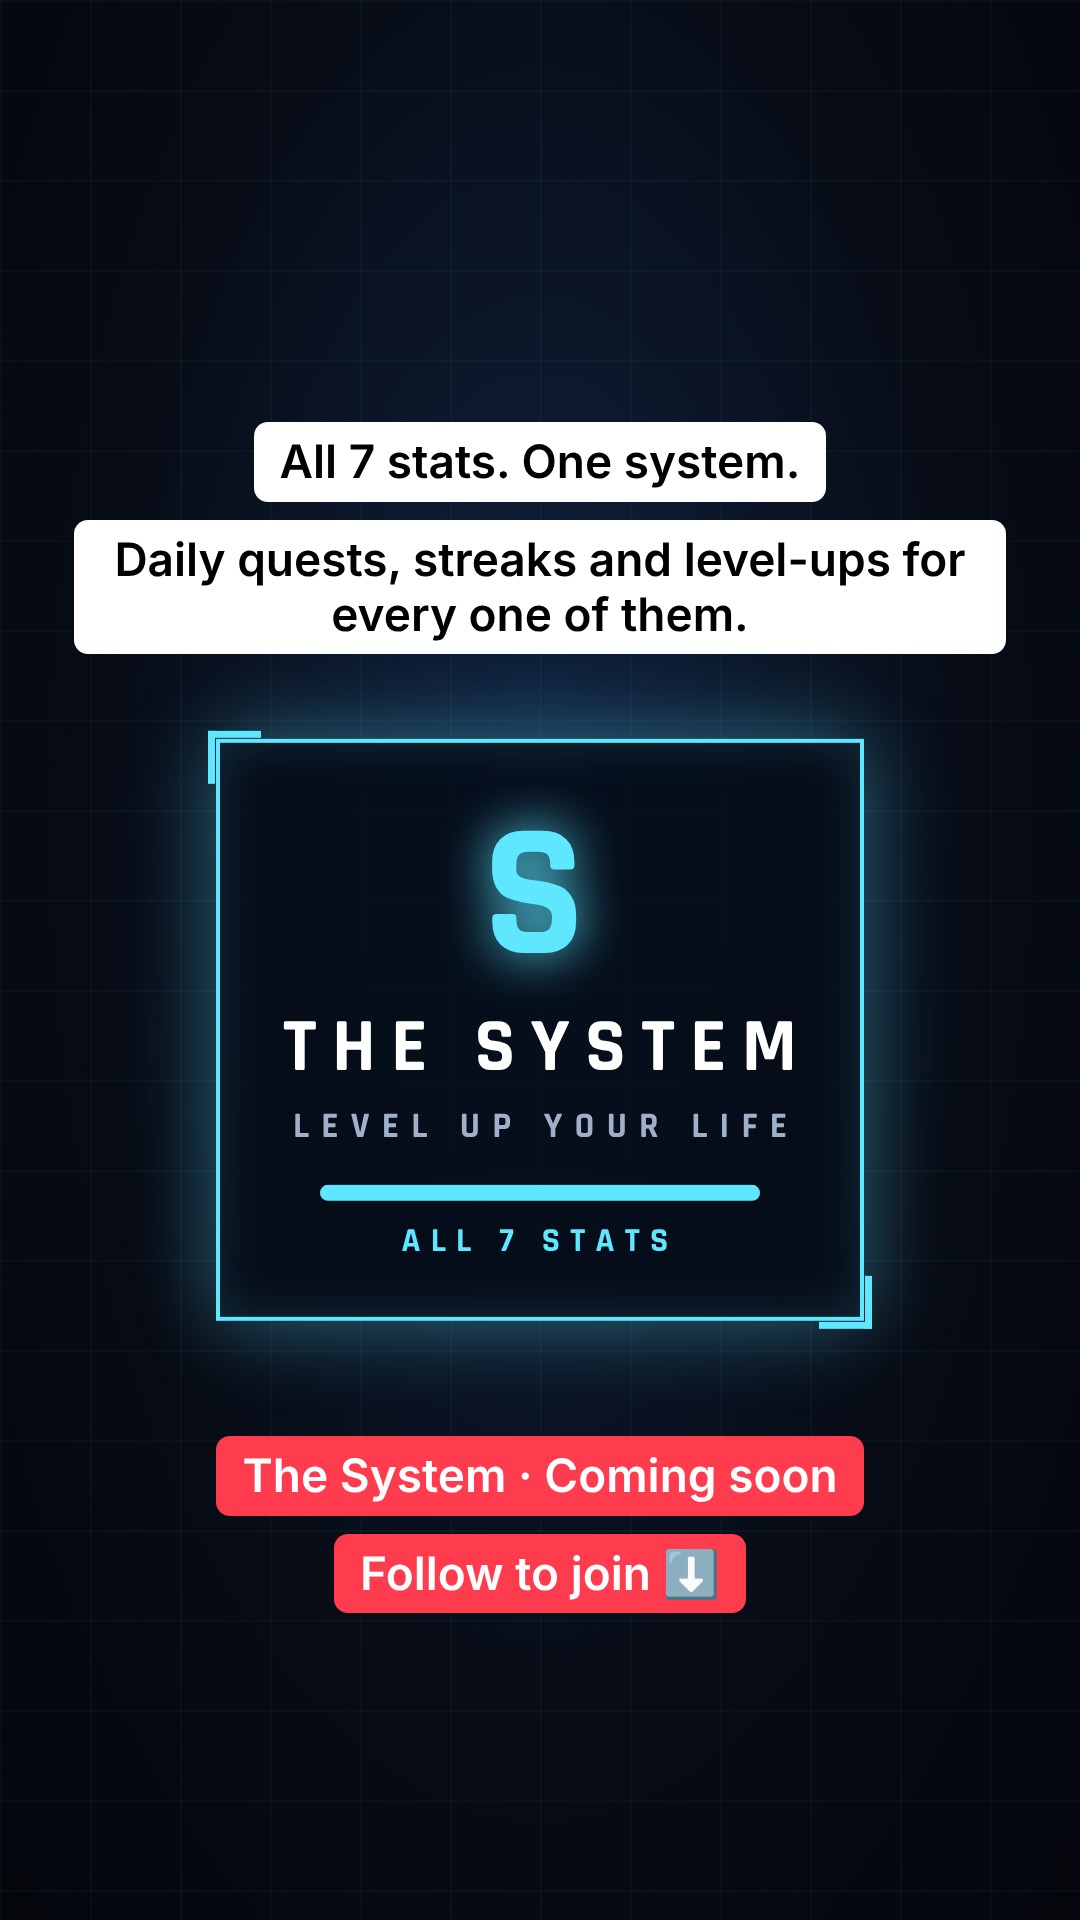 All 7 stats. One system.
Daily quests, streaks and level-ups for
every one of them.
S
THE SYSTEM
LEVEL UP YOUR LIFE
ALL 7 STATS
The System · Coming soon
Follow to join ⬇️